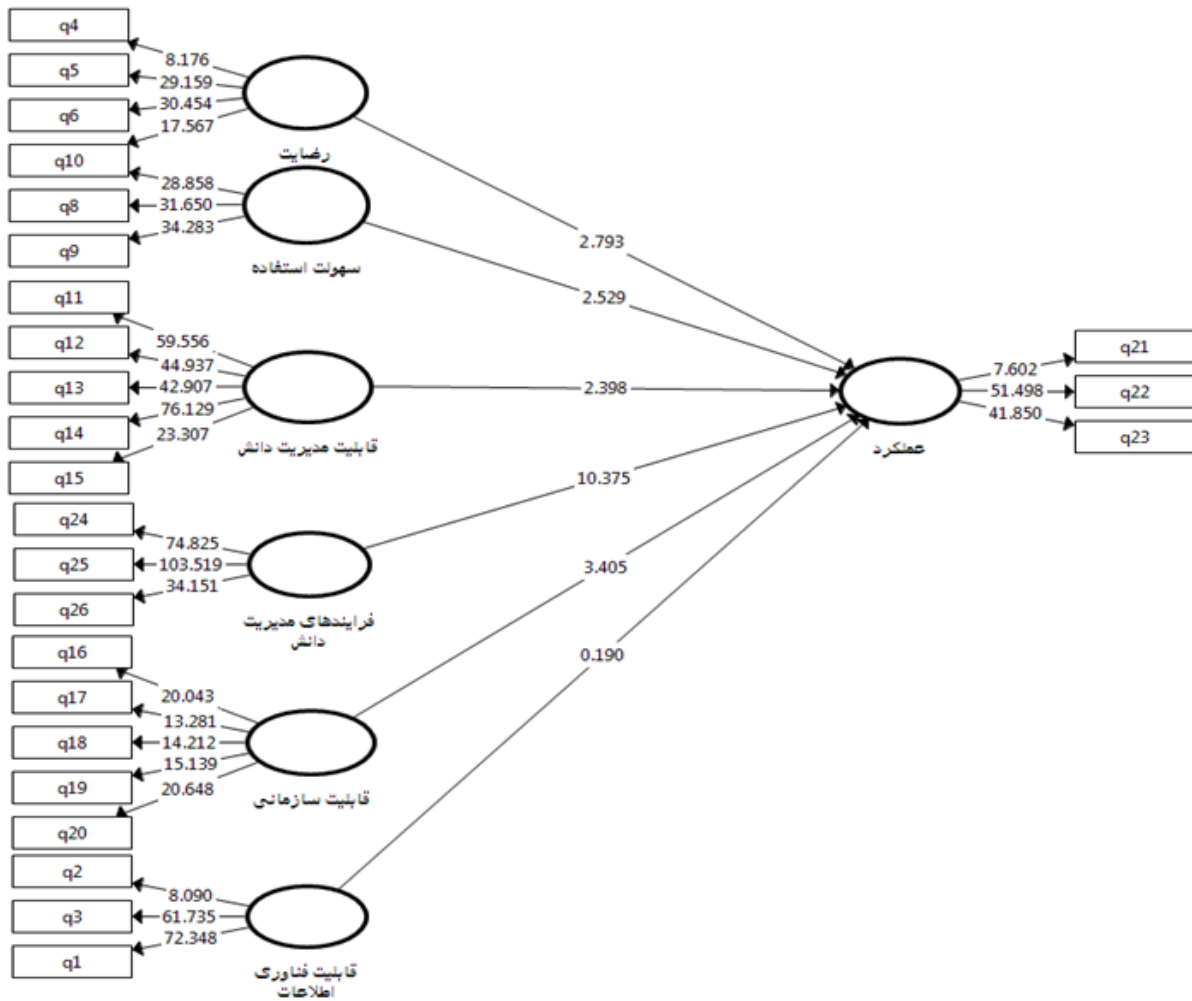 q4
q5
q6
q10
q8
q9
8.176
29.159
30.454
17.567
رضایت
28.858
31.650
34.283
سهولت استفاده
q11
q12
q13
q14
q15
59.556
44.937
42.907
76.129
23.307
قابلیت مدیریت دانش
q24
q25
q26
74.825
103.519
34.151
فرایندهای مدیریت
دانش
q16
q17
q18
q19
q20
20.043
13.281
14.212
15.139
20.648
قابلیت سازمانی
q2
q3
q1
8.090
61.735
72.348
قابلیت فناوری
اطلاعات
2.793
2.529
2.398
10.375
3.405
0.190
عملکرد
7.602
51.498
41.850
q21
q22
q23